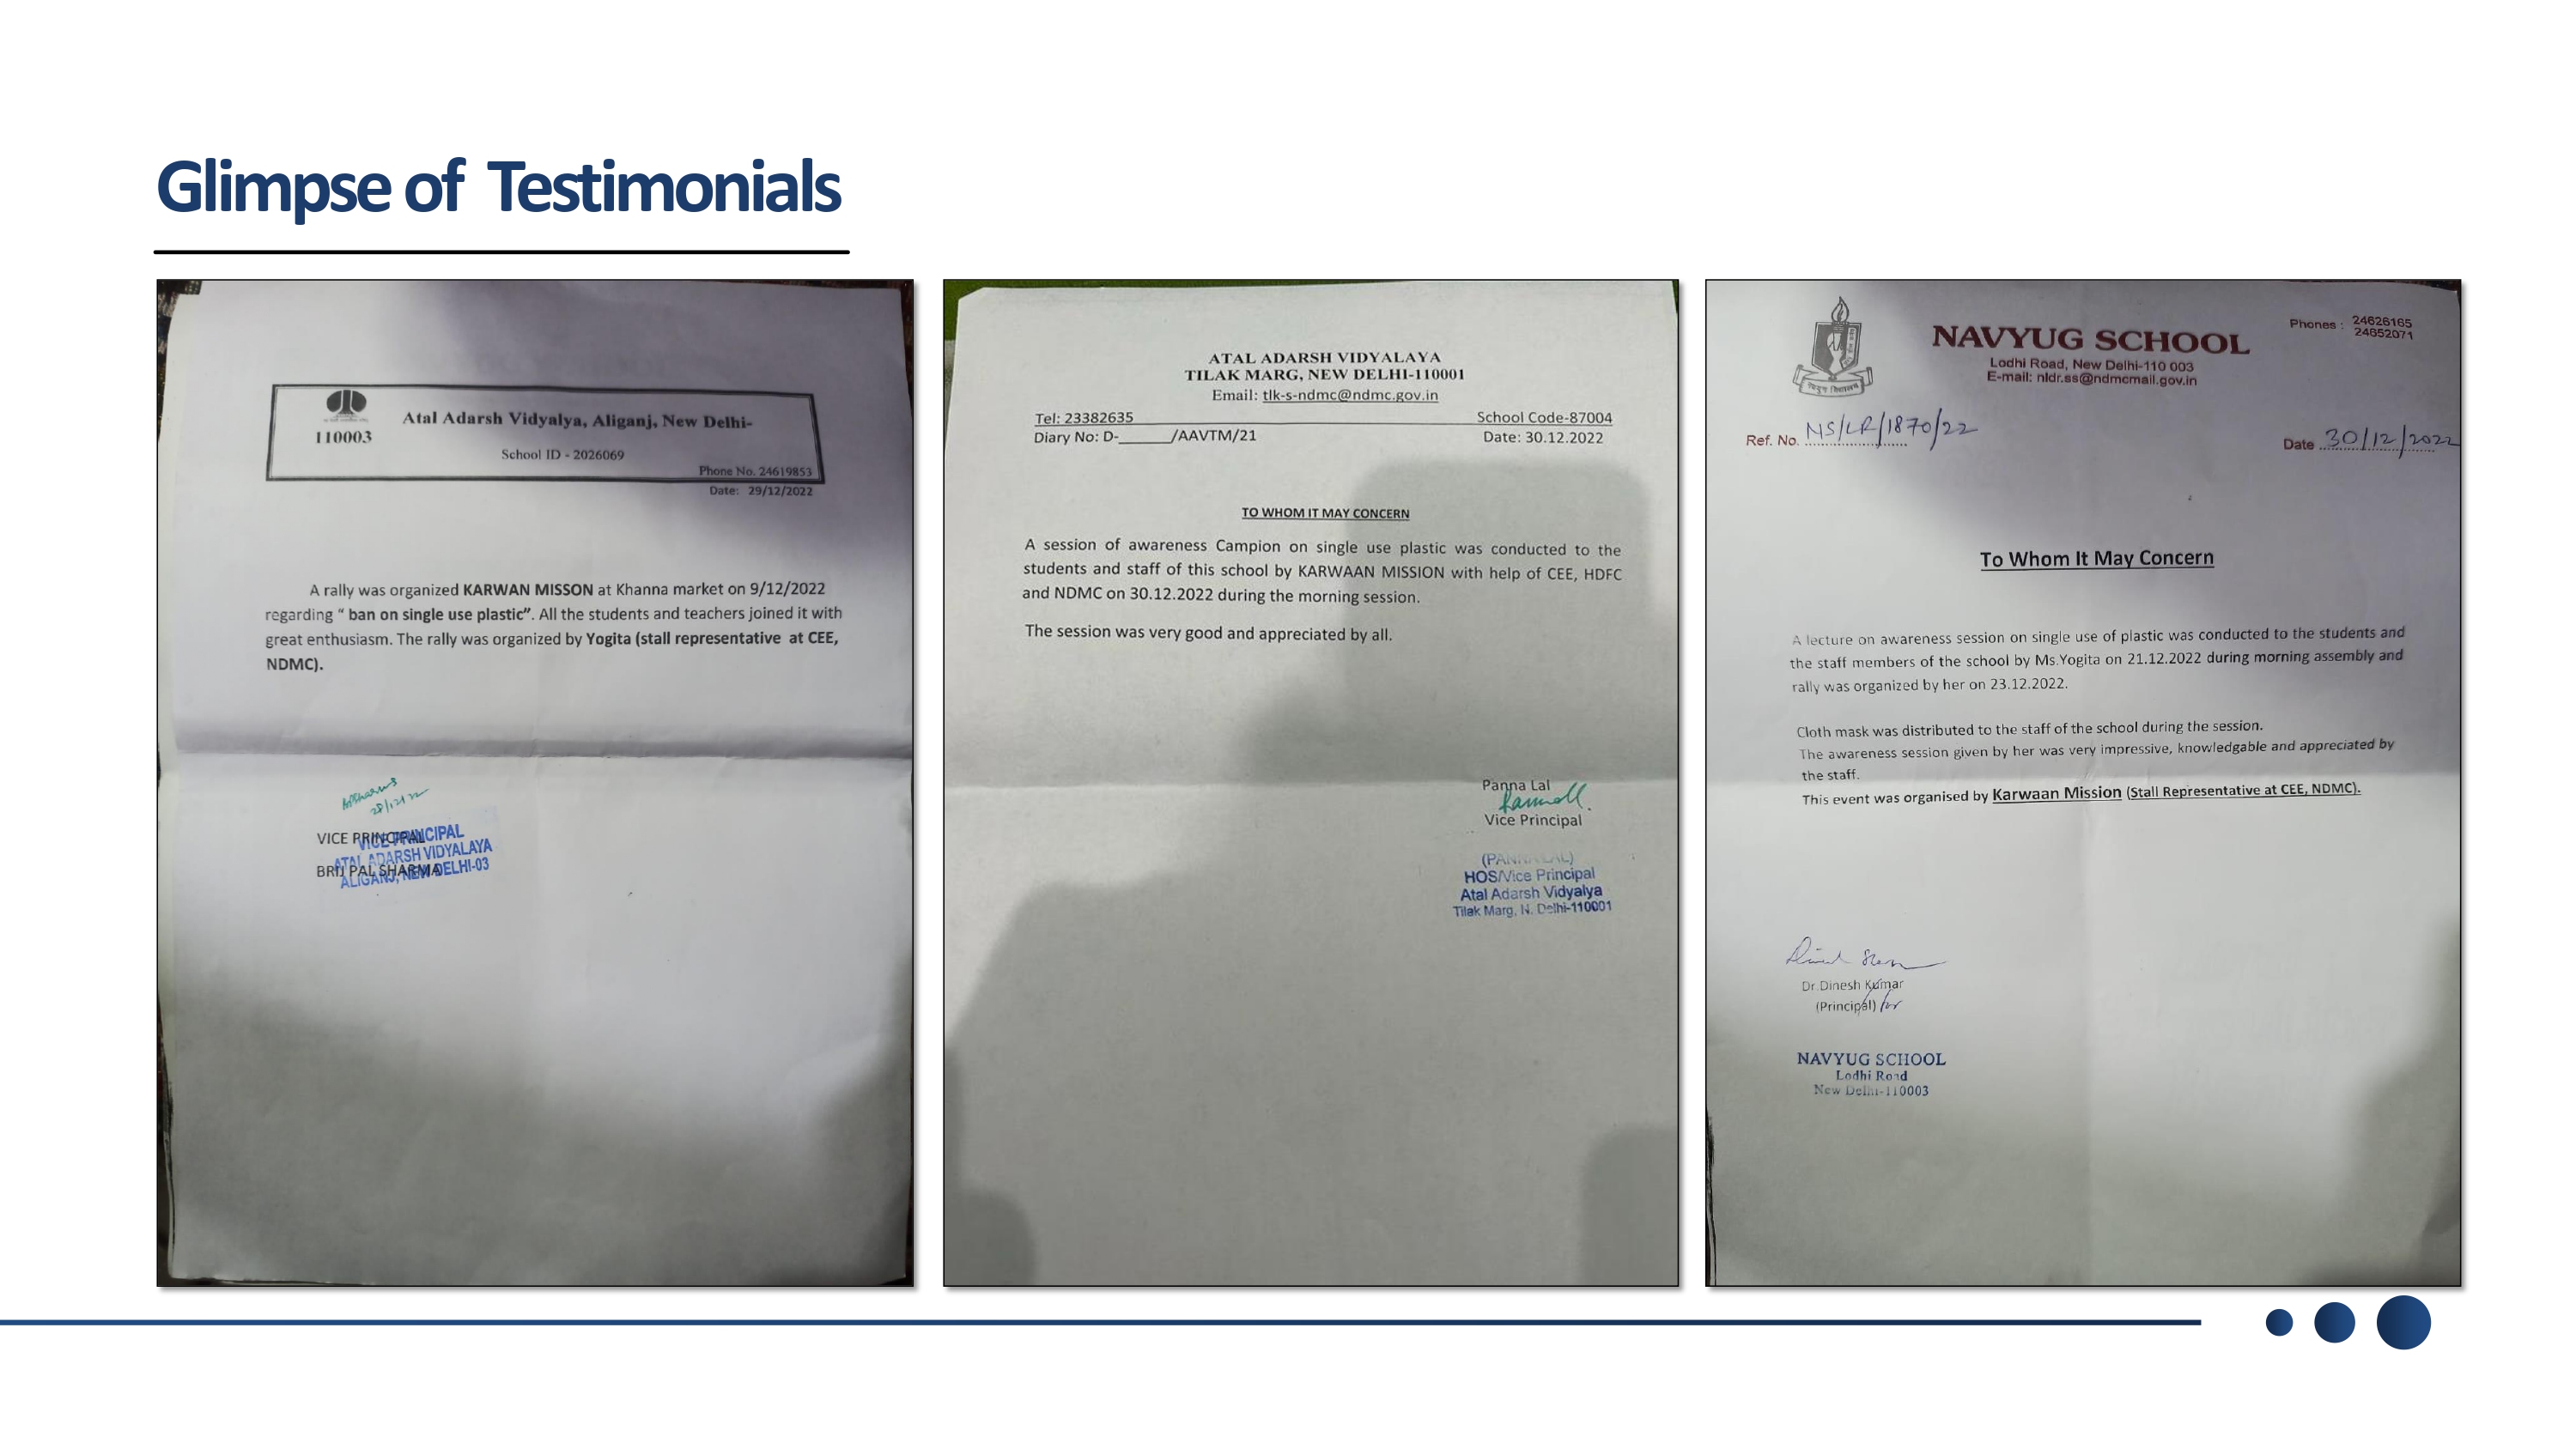 Glimpse of Testimonials
Atal Adarsh Vidyalya, Aliganj, New Delhi-
110003
School ID - 2026069
Phone No. 24619853
Date: 29/12/2022
A rally was organized KARWAN MISSON at Khanna market on 9/12/2022
regarding “ ban on single use plastic”. All the students and teachers joined it with
great enthusiasm. The rally was organized by Yogita (stall representative at CEE,
NDMC).
VICE PRINCIPAL
BRIJ PAL SHARMA
VICE PRINCIPAL
ATAL ADARSH VIDYALAYA
ALIGANJ, NEW DELHI-03
ATAL ADARSH VIDYALAYA
TILAK MARG, NEW DELHI-110001
Email: tlk-s-ndmc@ndmc.gov.in
Tel: 23382635 School Code-87004
Diary No: D-______/AAVTM/21 Date: 30.12.2022
TO WHOM IT MAY CONCERN
A session of awareness Campion on single use plastic was conducted to the
students and staff of this school by KARWAAN MISSION with help of CEE, HDFC
and NDMC on 30.12.2022 during the morning session.
The session was very good and appreciated by all.
Panna Lal
Vice Principal
(PANNA LAL)
HOS/Vice Principal
Atal Adarsh Vidyalya
Tilak Marg, N. Delhi-110001
NAVYUG SCHOOL
Lodhi Road, New Delhi-110 003
E-mail: nldr.ss@ndmcmail.gov.in
Phones : 24626165
24652071
Ref. No. NS/LR/1870/22
Date 30/12/2022
To Whom It May Concern
A lecture on awareness session on single use of plastic was conducted to the students and
the staff members of the school by Ms.Yogita on 21.12.2022 during morning assembly and
rally was organized by her on 23.12.2022.
Cloth mask was distributed to the staff of the school during the session.
The awareness session given by her was very impressive, knowledgable and appreciated by
the staff.
This event was organised by Karwaan Mission (Stall Representative at CEE, NDMC).
Dr.Dinesh Kumar
(Principal) for
NAVYUG SCHOOL
Lodhi Road
New Delhi-110003